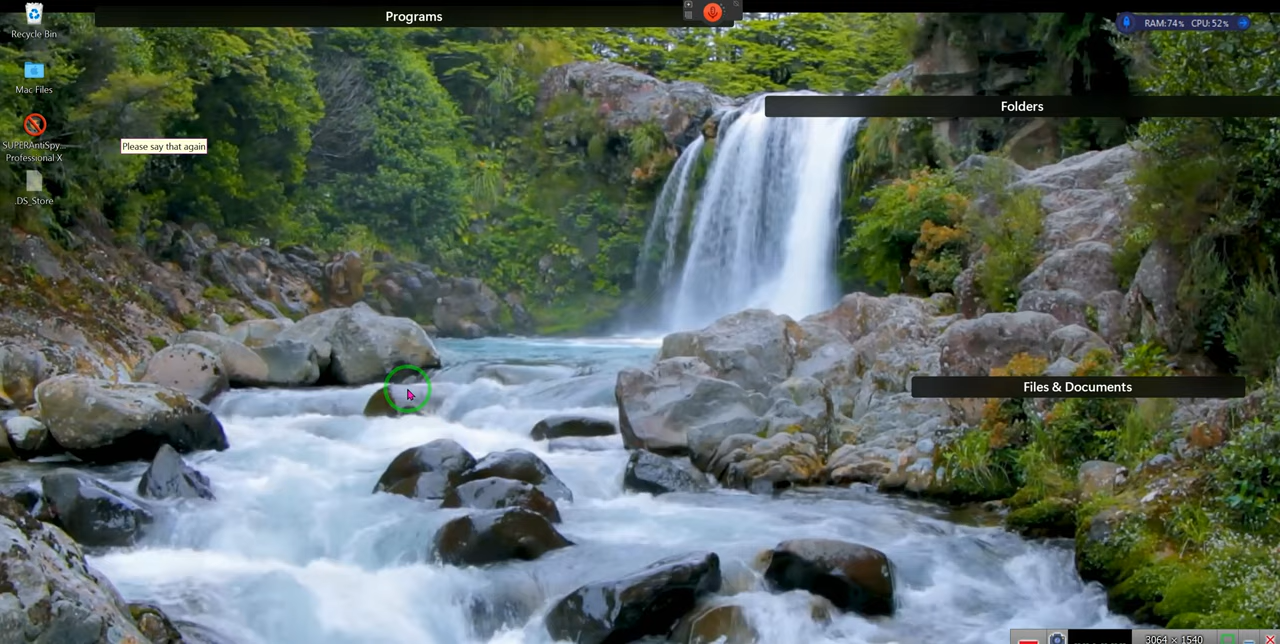 Programs
RAM:74% CPU:52%
Recycle Bin
Mac Files
Folders
SUPERAntiSpy...
Professional X
Please say that again
.DS_Store
Files & Documents
3064 × 1540